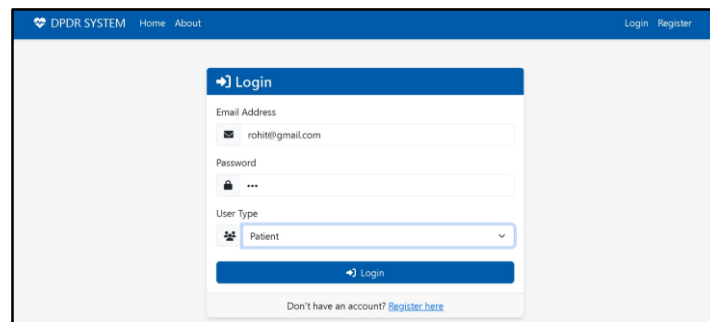 DPDR SYSTEM Home About Login Register
Login
Email Address
rohit@gmail.com
Password
•••
User Type
Patient
Login
Don't have an account? Register here